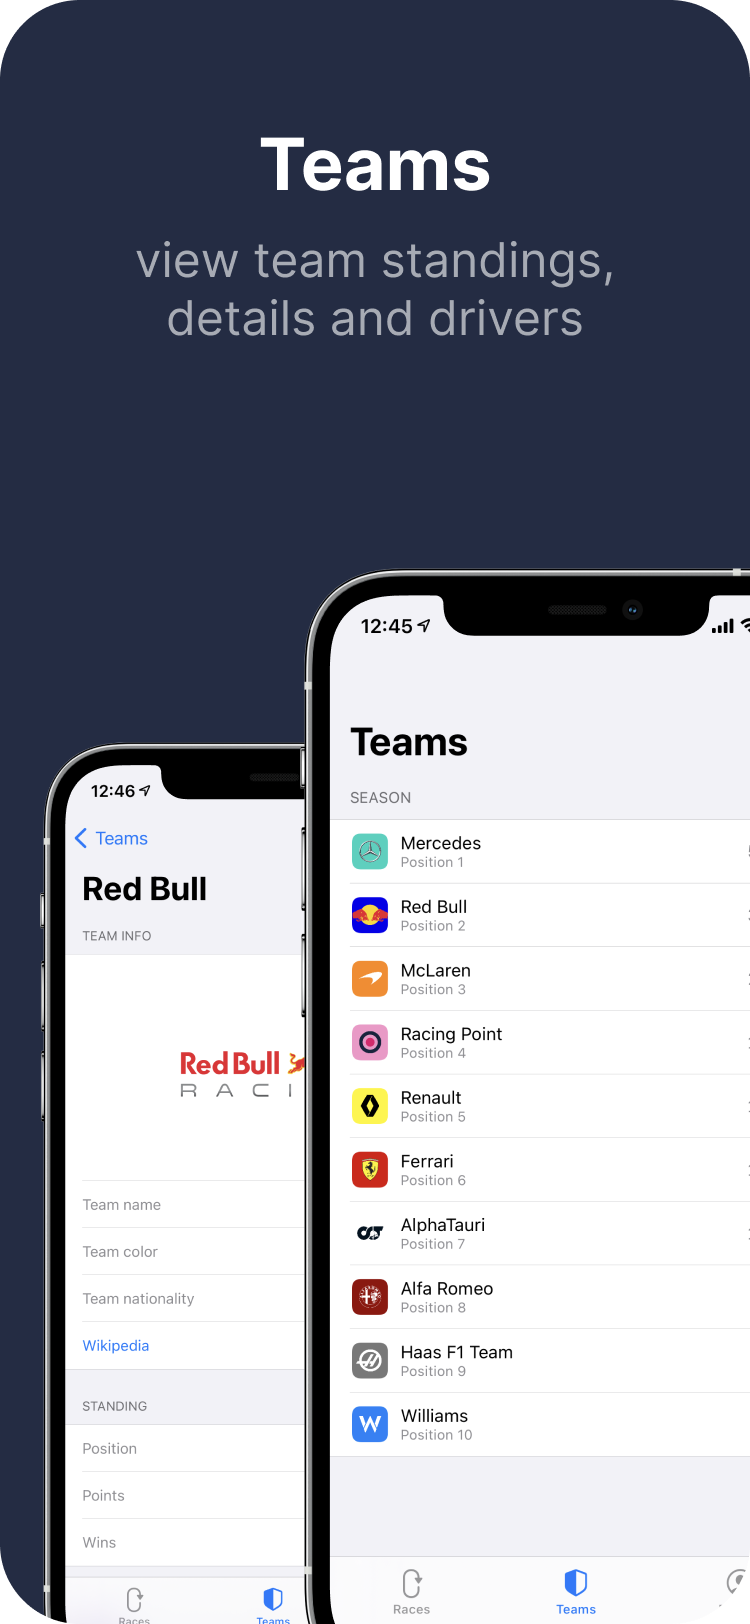 Teams
view team standings,
details and drivers
12:46
Teams
Red Bull
TEAM INFO
Red Bull
RACI
Team name
Team color
Team nationality
Wikipedia
STANDING
Position
Points
Wins
Races
Teams
12:45
Teams
SEASON
Mercedes
Position 1
Red Bull
Position 2
McLaren
Position 3
Racing Point
Position 4
Renault
Position 5
Ferrari
Position 6
AlphaTauri
Position 7
Alfa Romeo
Position 8
Haas F1 Team
Position 9
Williams
Position 10
Races
Teams